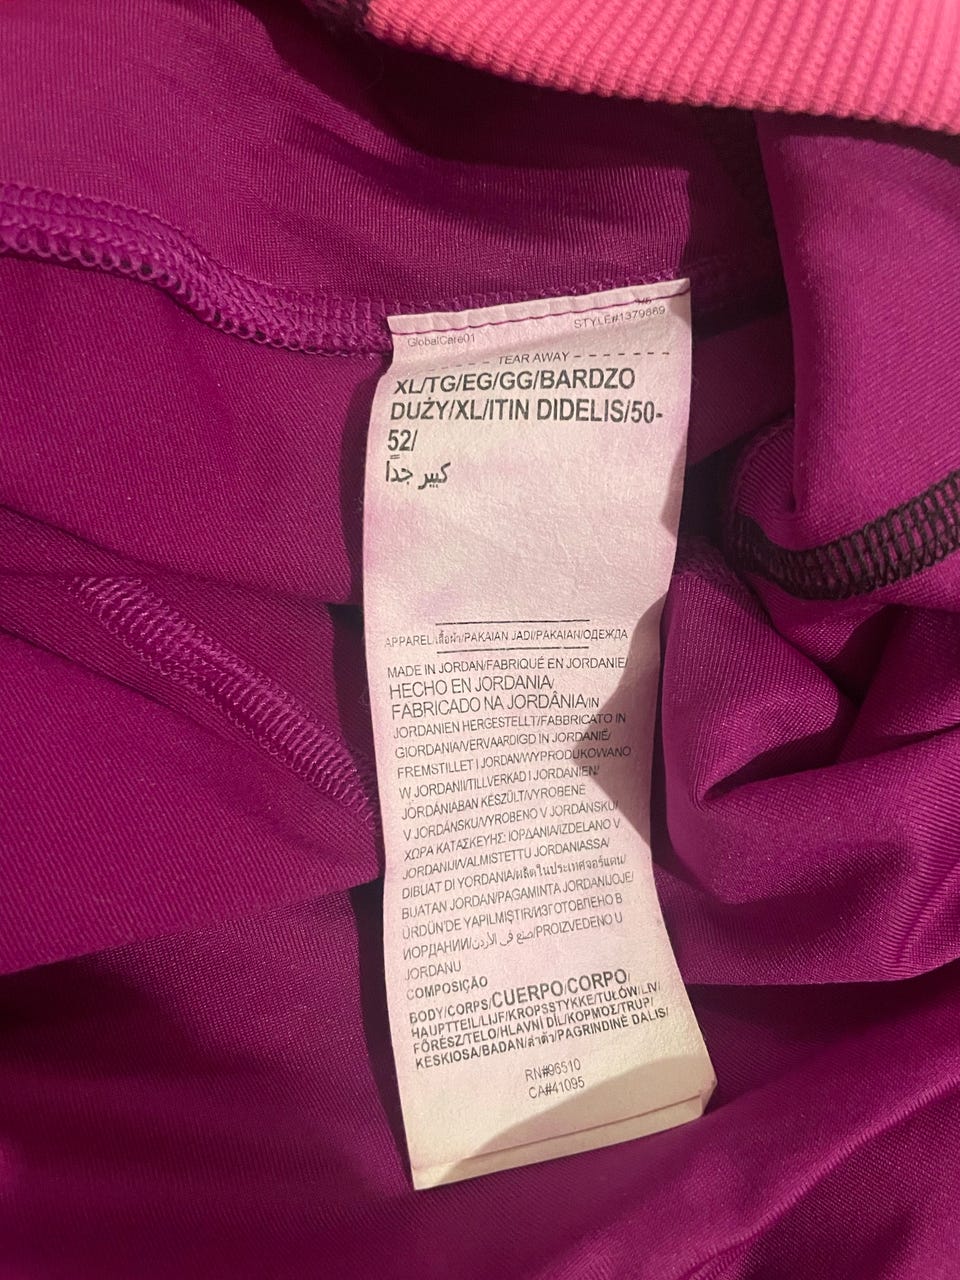 GlobalCare01
STYLE#1379869
TEAR AWAY
XL/TG/EG/GG/BARDZO
DUŻY/XL/ITIN DIDELIS/50-
52/
كبير جداً
APPAREL/เสื้อผ้า/PAKAIAN JADI/PAKAIAN/ОДЕЖДА
MADE IN JORDAN/FABRIQUÉ EN JORDANIE/
HECHO EN JORDANIA/
FABRICADO NA JORDÂNIA/IN
JORDANIEN HERGESTELLT/FABBRICATO IN
GIORDANIA/VERVAARDIGD IN JORDANIË/
FREMSTILLET I JORDAN/WYPRODUKOWANO
W JORDANII/TILLVERKAD I JORDANIEN/
JORDÁNIABAN KÉSZÜLT/VYROBENÉ
V JORDÁNSKU/VYROBENO V JORDÁNSKU/
ΧΩΡΑ ΚΑΤΑΣΚΕΥΗΣ: ΙΟΡΔΑΝΙΑ/IZDELANO V
JORDANIJI/VALMISTETTU JORDANIASSA/
DIBUAT DI YORDANIA/ผลิตในประเทศจอร์แดน/
BUATAN JORDAN/PAGAMINTA JORDANIJOJE/
ÜRDÜN'DE YAPILMIŞTIR/ИЗГОТОВЛЕНО В
ИОРДАНИИ/صنع في الأردن/PROIZVEDENO U
JORDANU
COMPOSIÇÃO
BODY/CORPS/CUERPO/CORPO/
HAUPTTEIL/LIJF/KROPSSTYKKE/TUŁÓW/LIV/
FŐRÉSZ/TELO/HLAVNÍ DÍL/ΚΟΡΜΟΣ/TRUP/
KESKIOSA/BADAN/ลำตัว/PAGRINDINĖ DALIS/
RN#96510
CA#41095